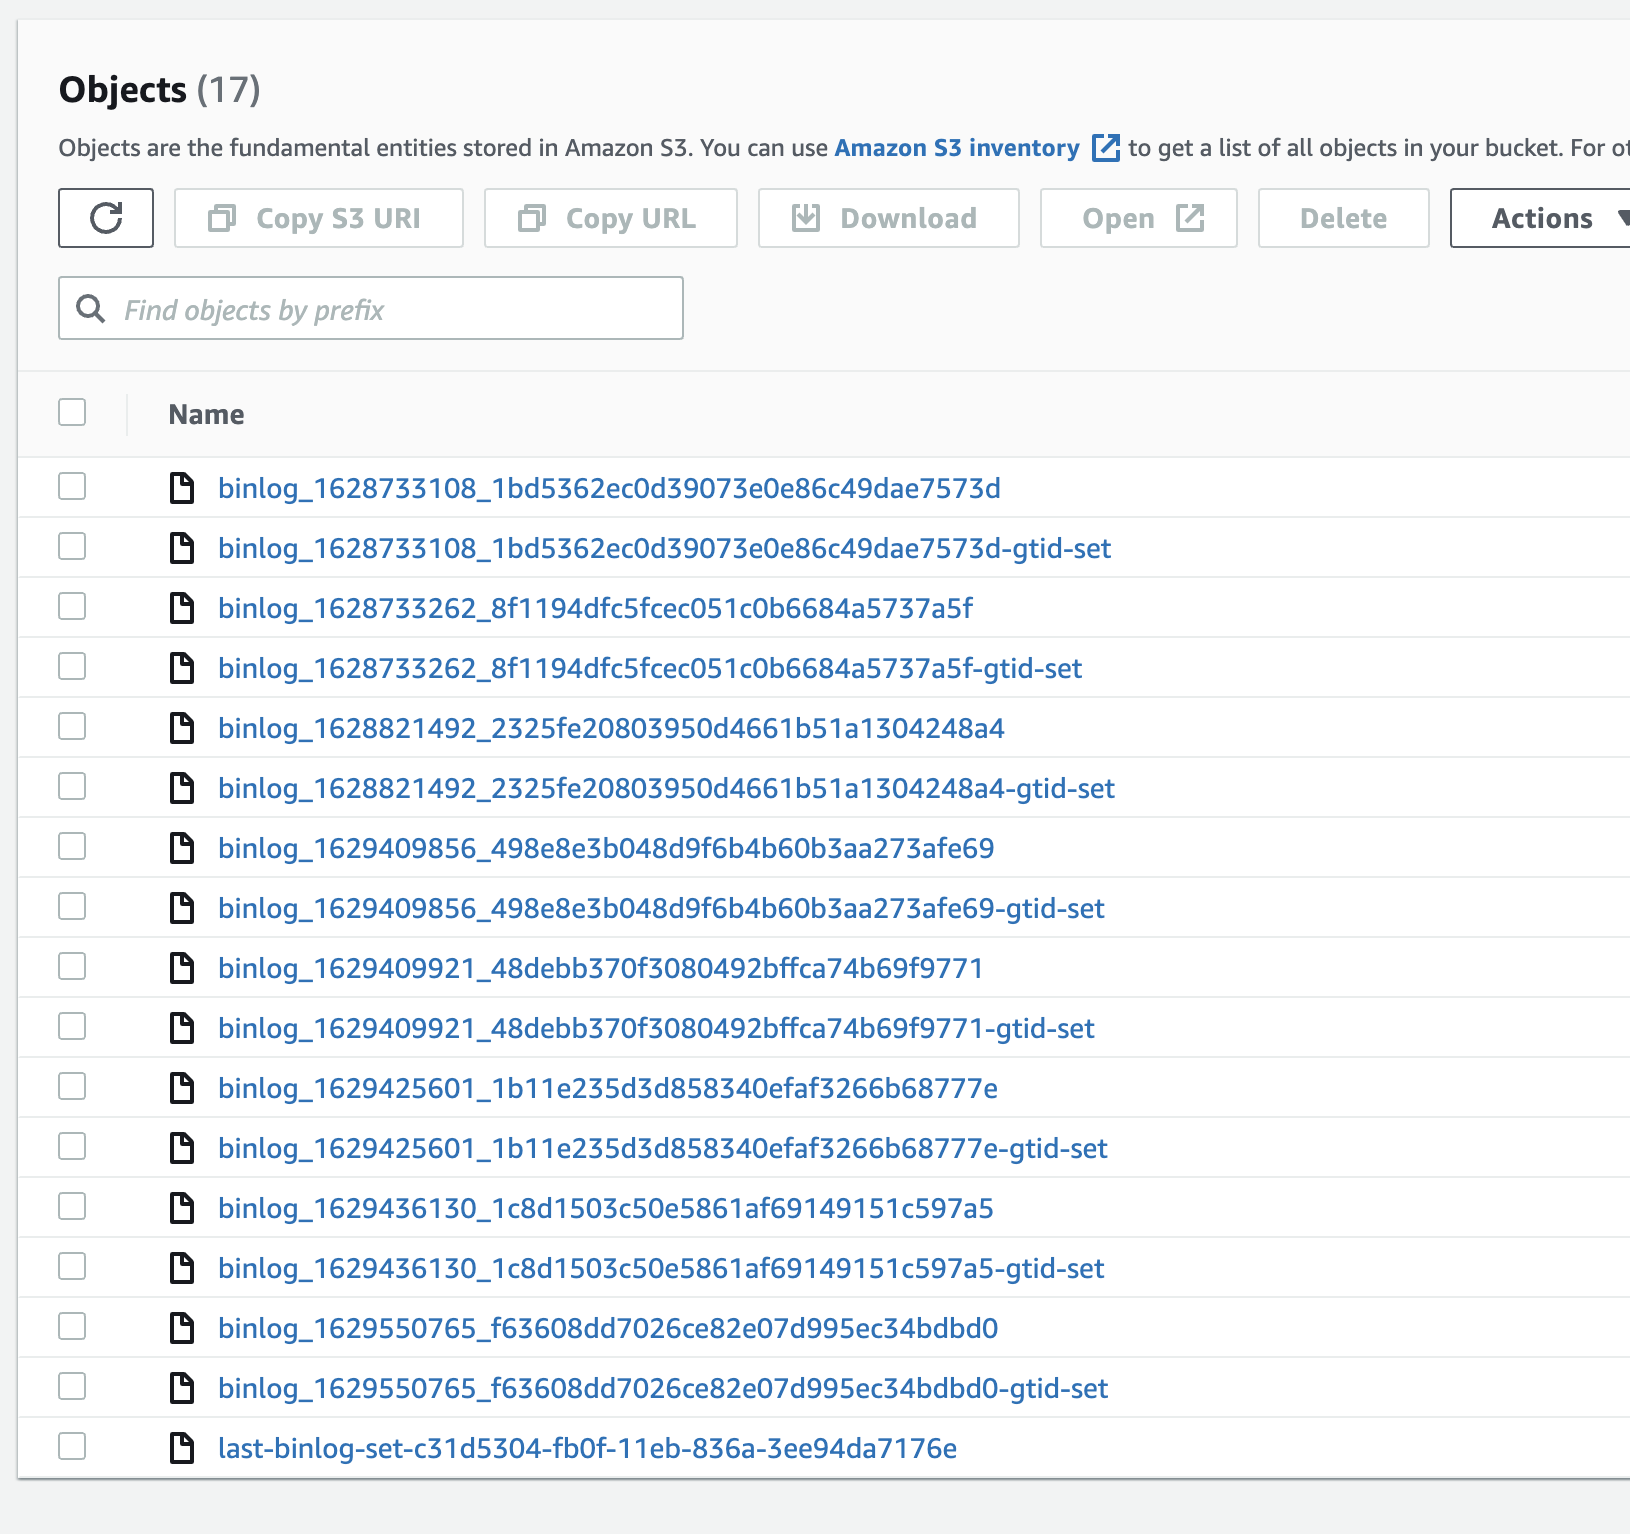 Objects (17)
Objects are the fundamental entities stored in Amazon S3. You can use Amazon S3 inventory to get a list of all objects in your bucket. For
Copy S3 URI Copy URL Download Open Delete Actions
Find objects by prefix
Name
binlog_1628733108_1bd5362ec0d39073e0e86c49dae7573d
binlog_1628733108_1bd5362ec0d39073e0e86c49dae7573d-gtid-set
binlog_1628733262_8f1194dfc5fcec051c0b6684a5737a5f
binlog_1628733262_8f1194dfc5fcec051c0b6684a5737a5f-gtid-set
binlog_1628821492_2325fe20803950d4661b51a1304248a4
binlog_1628821492_2325fe20803950d4661b51a1304248a4-gtid-set
binlog_1629409856_498e8e3b048d9f6b4b60b3aa273afe69
binlog_1629409856_498e8e3b048d9f6b4b60b3aa273afe69-gtid-set
binlog_1629409921_48debb370f3080492bffca74b69f9771
binlog_1629409921_48debb370f3080492bffca74b69f9771-gtid-set
binlog_1629425601_1b11e235d3d858340efaf3266b68777e
binlog_1629425601_1b11e235d3d858340efaf3266b68777e-gtid-set
binlog_1629436130_1c8d1503c50e5861af69149151c597a5
binlog_1629436130_1c8d1503c50e5861af69149151c597a5-gtid-set
binlog_1629550765_f63608dd7026ce82e07d995ec34bdbd0
binlog_1629550765_f63608dd7026ce82e07d995ec34bdbd0-gtid-set
last-binlog-set-c31d5304-fb0f-11eb-836a-3ee94da7176e